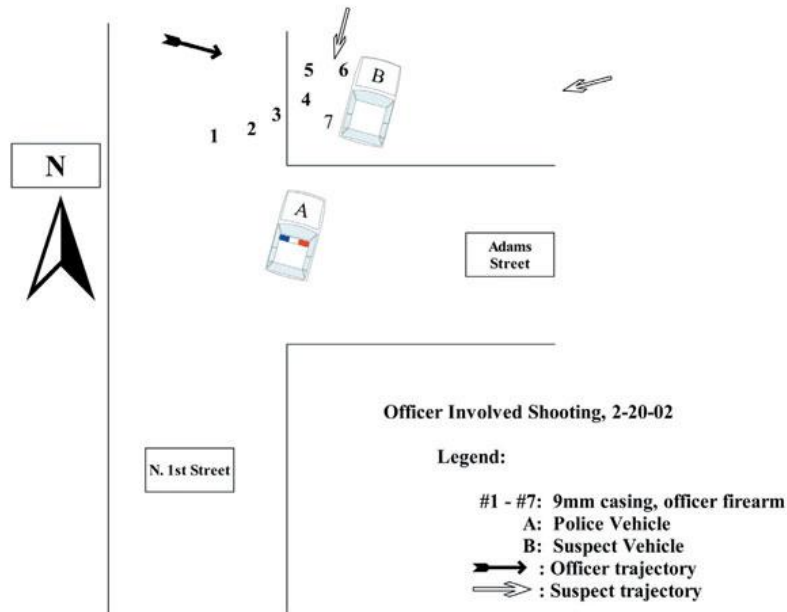 5
6
B
4
3
7
2
1
N
A
Adams
Street
Officer Involved Shooting, 2-20-02
Legend:
N. 1st Street
#1 - #7: 9mm casing, officer firearm
A: Police Vehicle
B: Suspect Vehicle
: Officer trajectory
: Suspect trajectory